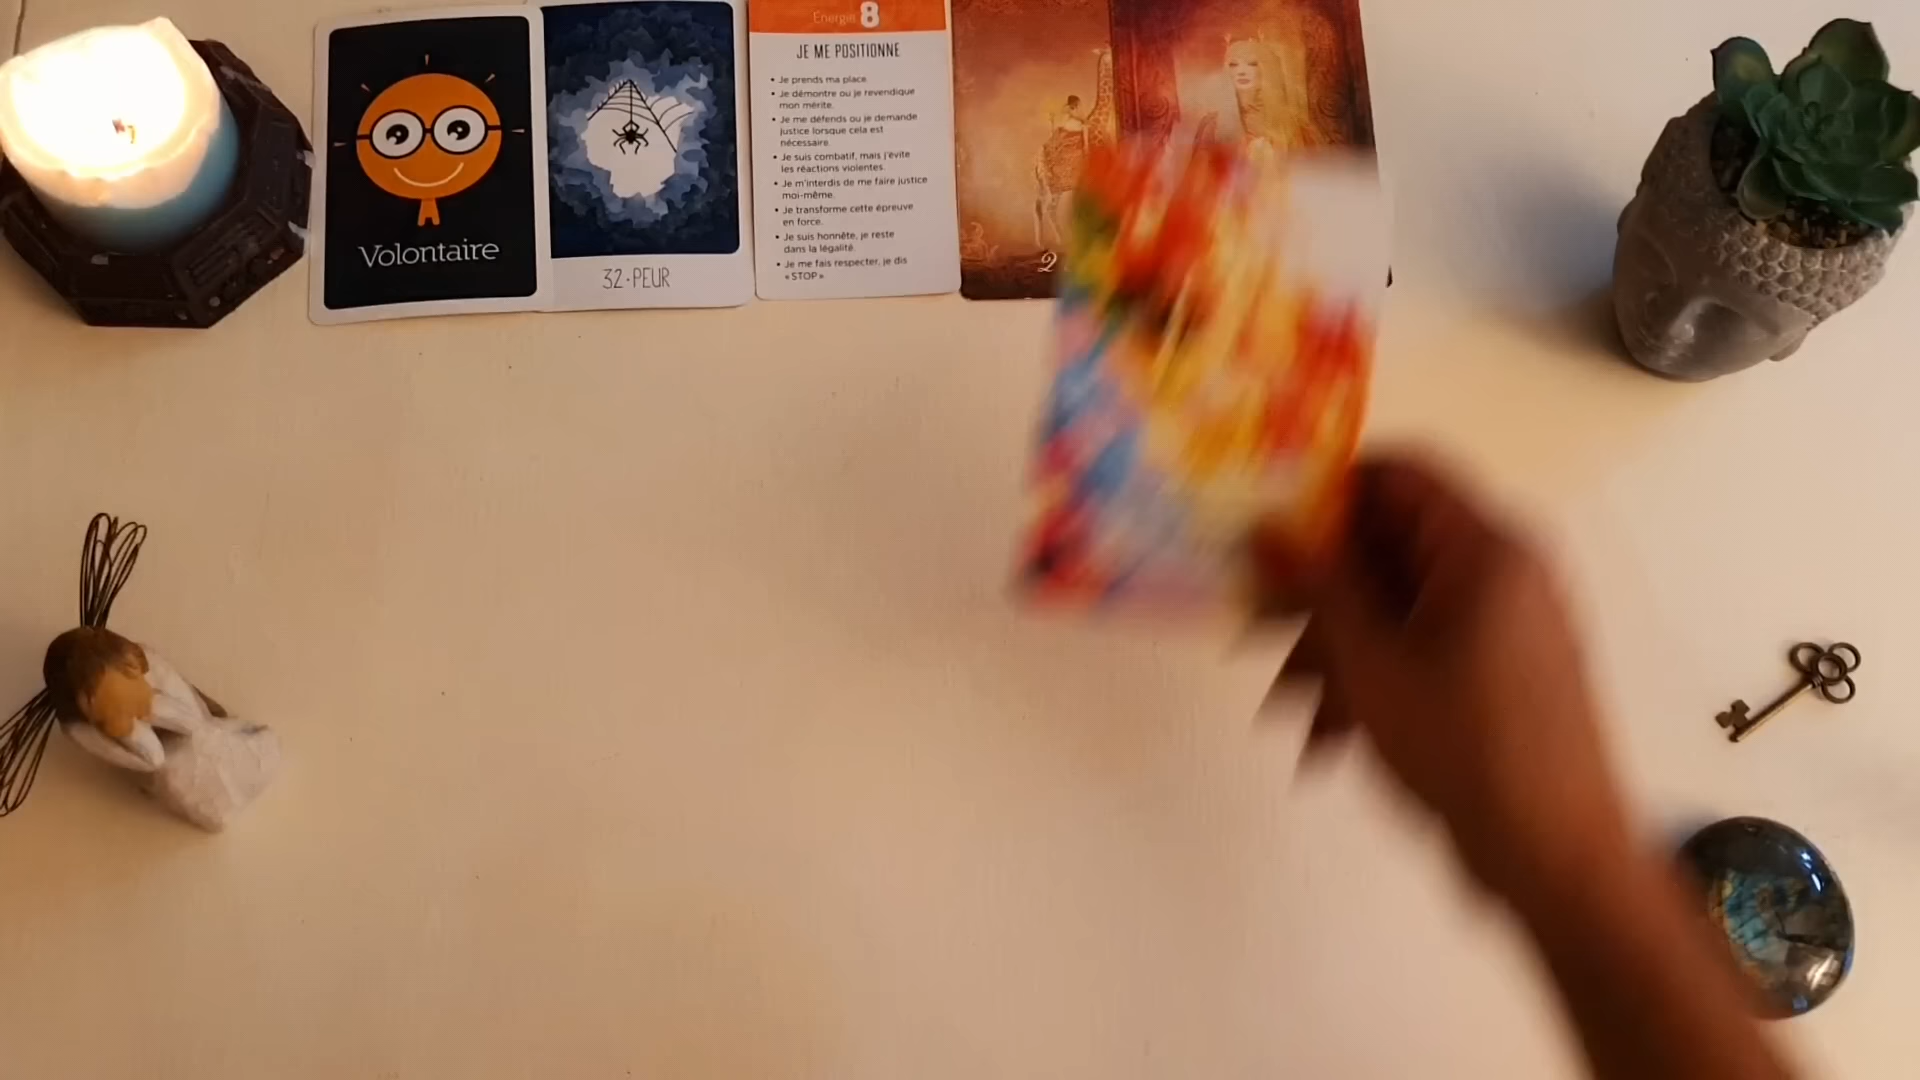 Volontaire
32·PEUR
Énergie 8
JE ME POSITIONNE
• Je prends ma place.
• Je démontre ou je revendique
mon mérite.
• Je me défends ou je demande
justice lorsque cela est
nécessaire.
• Je suis combatif, mais j'évite
les réactions violentes.
• Je m'interdis de me faire justice
moi-même.
• Je transforme cette épreuve
en force.
• Je suis honnête, je reste
dans la légalité.
• Je me fais respecter, je dis
«STOP».
2